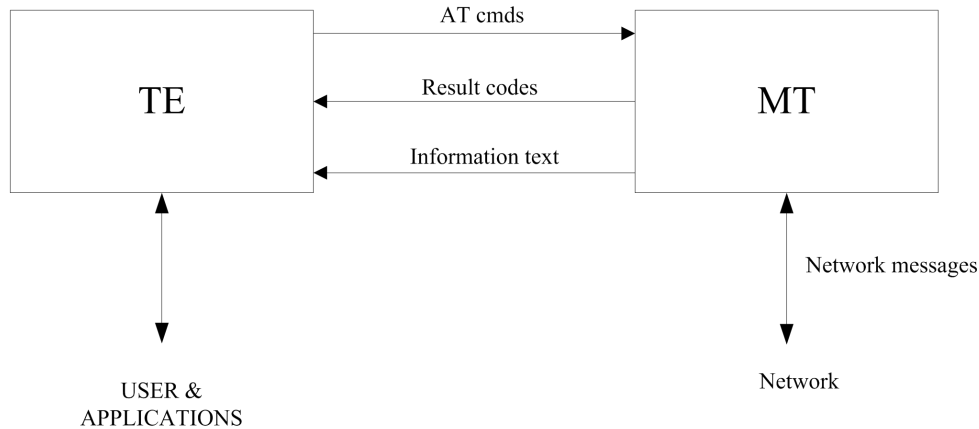 AT cmds
TE
Result codes
MT
Information text
Network messages
USER &
APPLICATIONS
Network